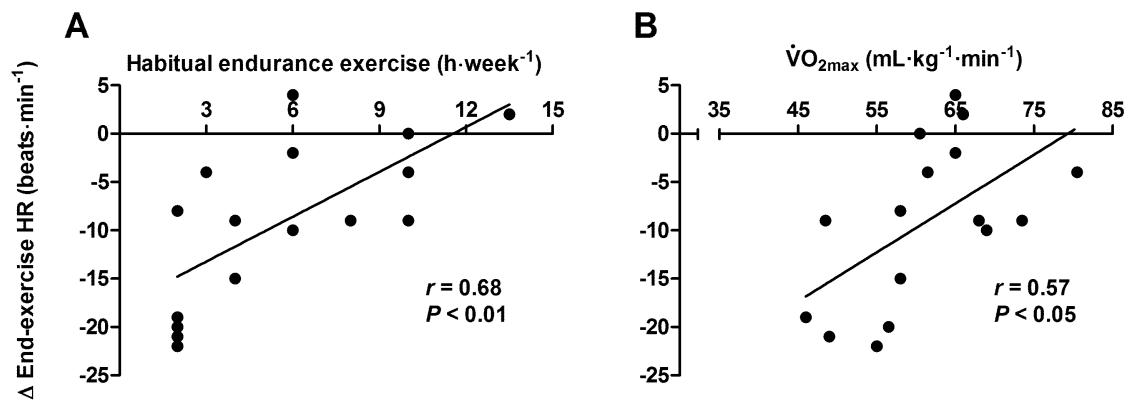 A
B
Habitual endurance exercise (h·week⁻¹)
V̇O₂max (mL·kg⁻¹·min⁻¹)
Δ End-exercise HR (beats·min⁻¹)
5
0
-5
-10
-15
-20
-25
3 6 9 12 15
r = 0.68
P < 0.01
5
0
-5
-10
-15
-20
-25
35 45 55 65 75 85
r = 0.57
P < 0.05